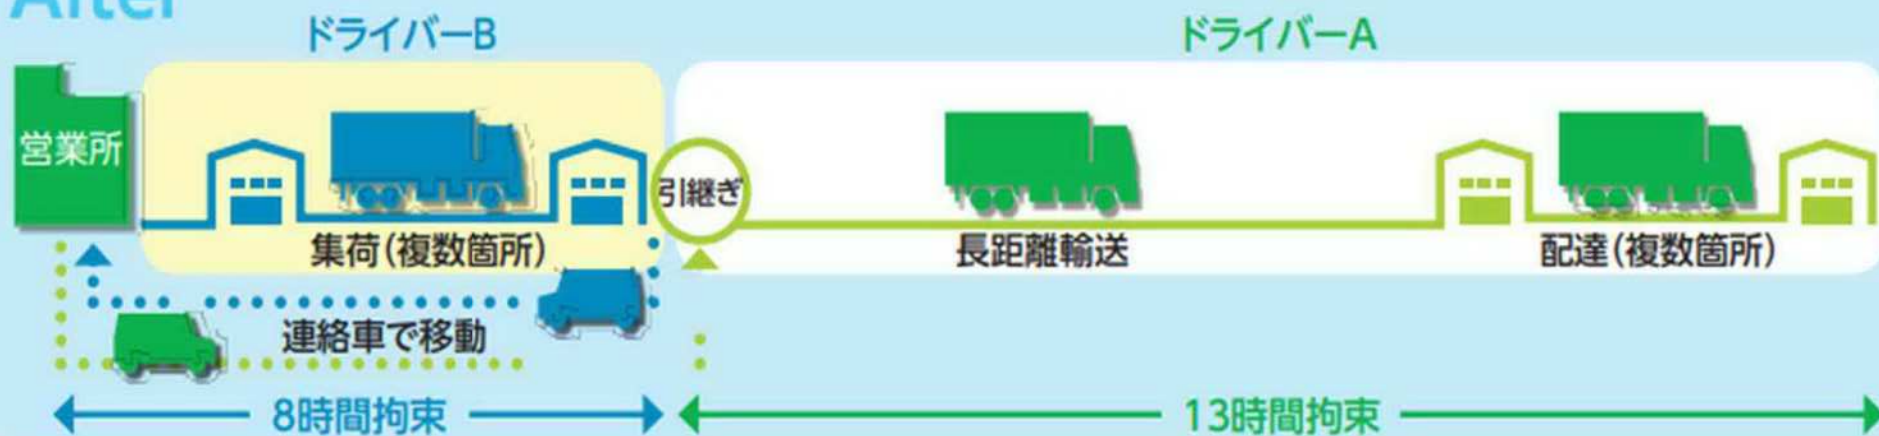 After
ドライバーB
ドライバーA
営業所
引継ぎ
集荷(複数箇所)
長距離輸送
配達(複数箇所)
連絡車で移動
8時間拘束
13時間拘束